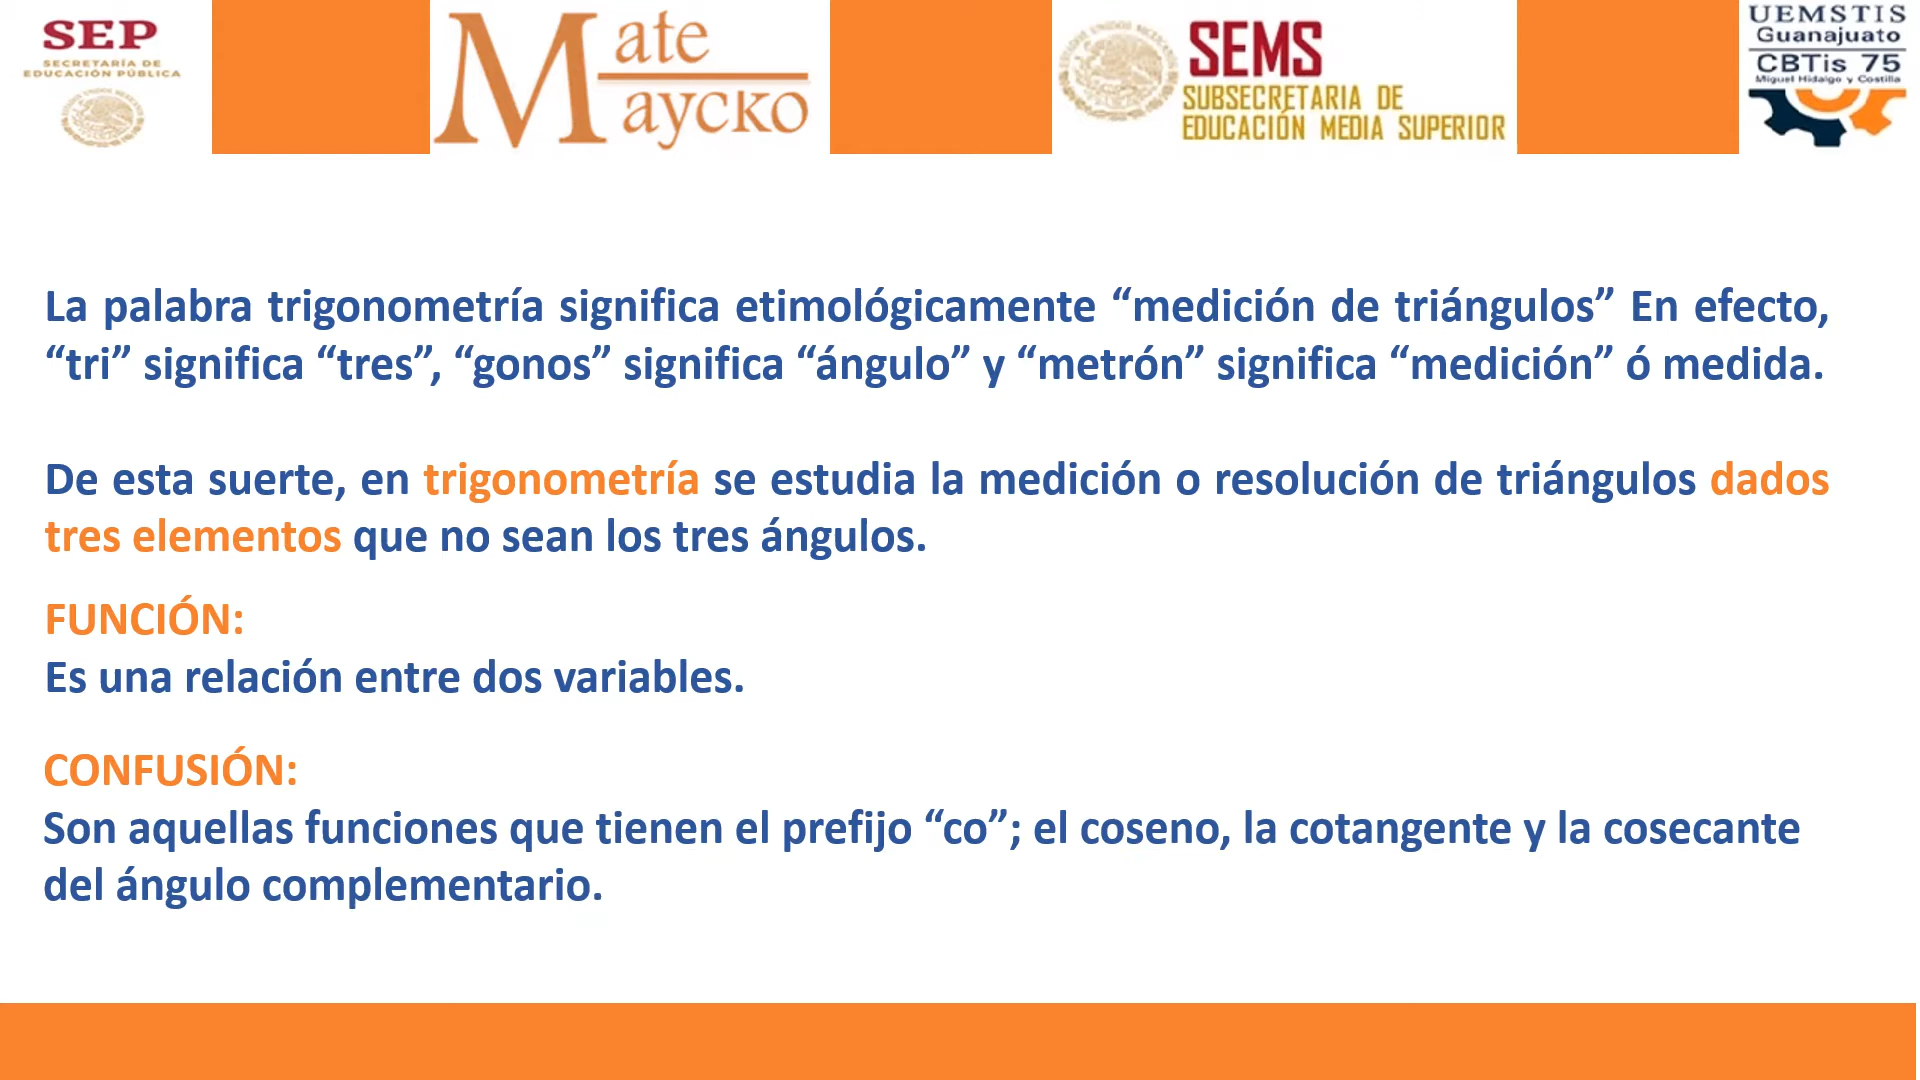 SEP
SECRETARÍA DE
EDUCACIÓN PÚBLICA
Mate
Maycko
SEMS
SUBSECRETARIA DE
EDUCACIÓN MEDIA SUPERIOR
UEMSTIS
Guanajuato
CBTis 75
Miguel Hidalgo y Costilla
La palabra trigonometría significa etimológicamente “medición de triángulos” En efecto,
“tri” significa “tres”, “gonos” significa “ángulo” y “metrón” significa “medición” ó medida.
De esta suerte, en trigonometría se estudia la medición o resolución de triángulos dados
tres elementos que no sean los tres ángulos.
FUNCIÓN:
Es una relación entre dos variables.
CONFUSIÓN:
Son aquellas funciones que tienen el prefijo “co”; el coseno, la cotangente y la cosecante
del ángulo complementario.